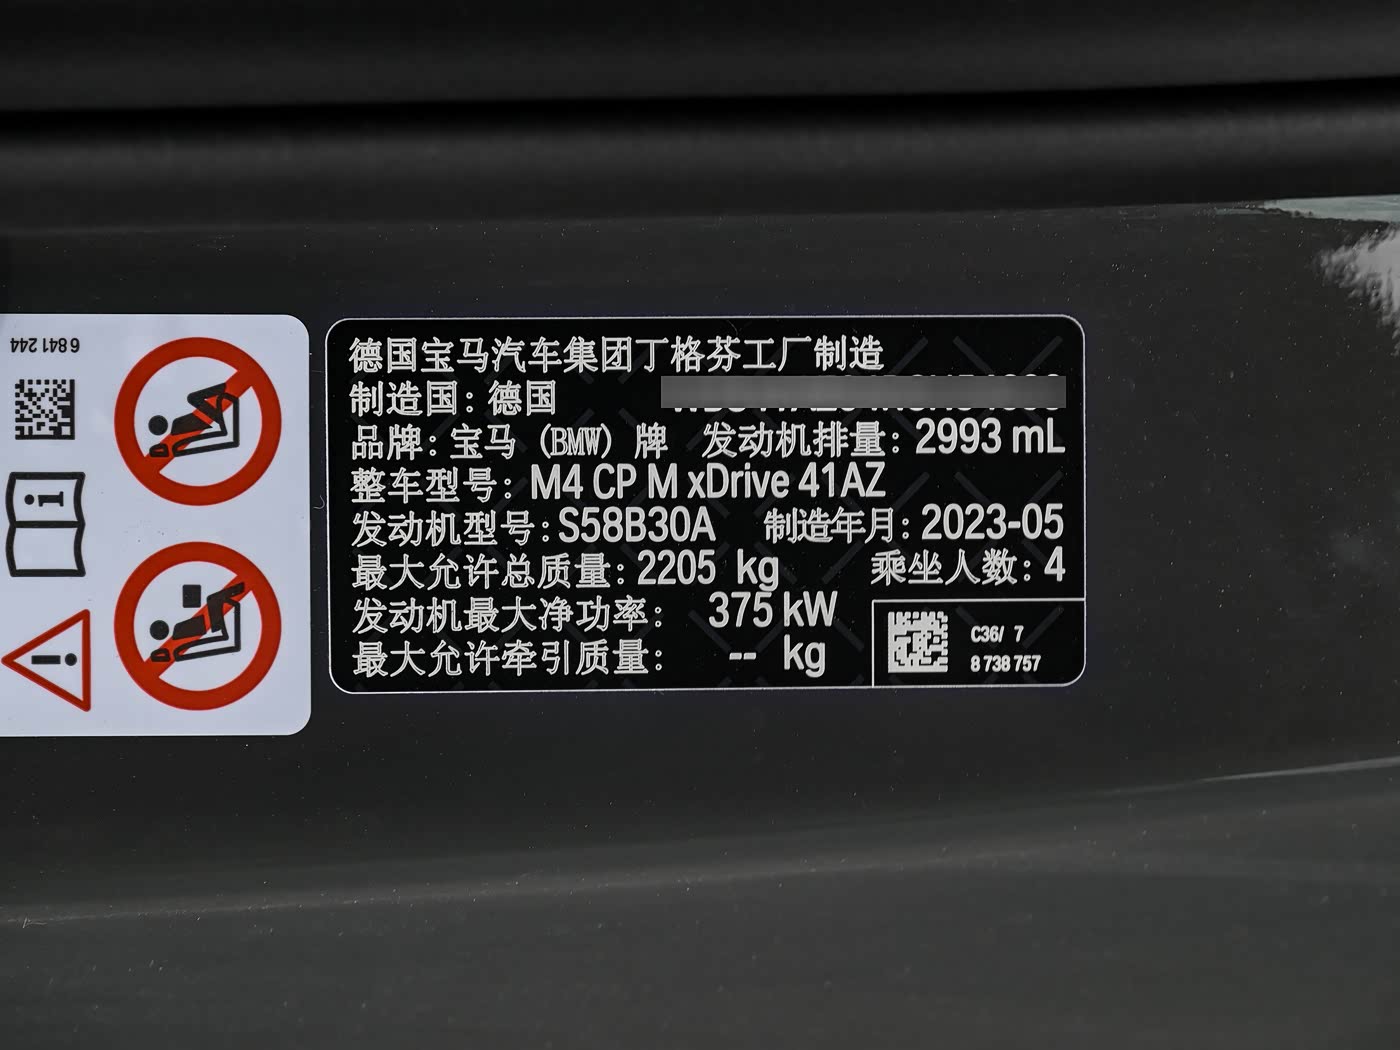 6 841 244
德国宝马汽车集团丁格芬工厂制造
制造国：德国
品牌：宝马（BMW）牌 发动机排量：2993 mL
整车型号：M4 CP M xDrive 41AZ
发动机型号：S58B30A 制造年月：2023-05
最大允许总质量：2205 kg 乘坐人数：4
发动机最大净功率： 375 kW
最大允许牵引质量： -- kg
C36/ 7
8 738 757